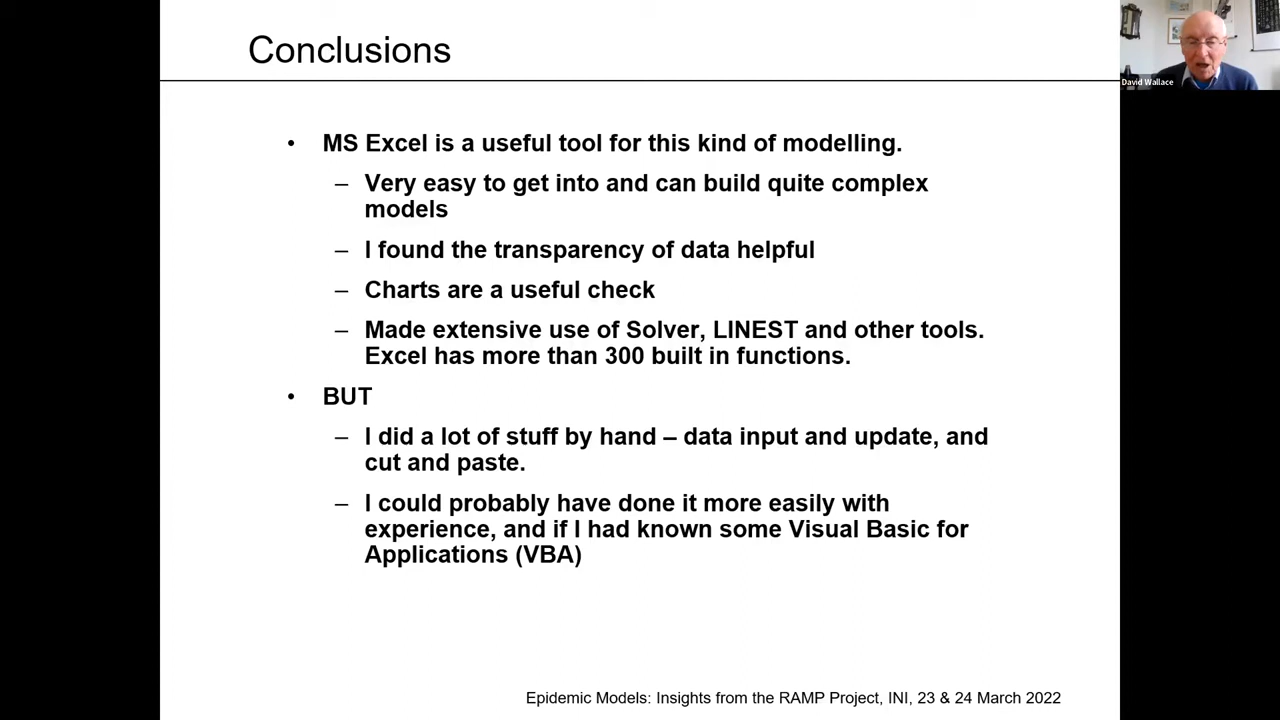 Conclusions
David Wallace
• MS Excel is a useful tool for this kind of modelling.
– Very easy to get into and can build quite complex
models
– I found the transparency of data helpful
– Charts are a useful check
– Made extensive use of Solver, LINEST and other tools.
Excel has more than 300 built in functions.
• BUT
– I did a lot of stuff by hand – data input and update, and
cut and paste.
– I could probably have done it more easily with
experience, and if I had known some Visual Basic for
Applications (VBA)
Epidemic Models: Insights from the RAMP Project, INI, 23 & 24 March 2022